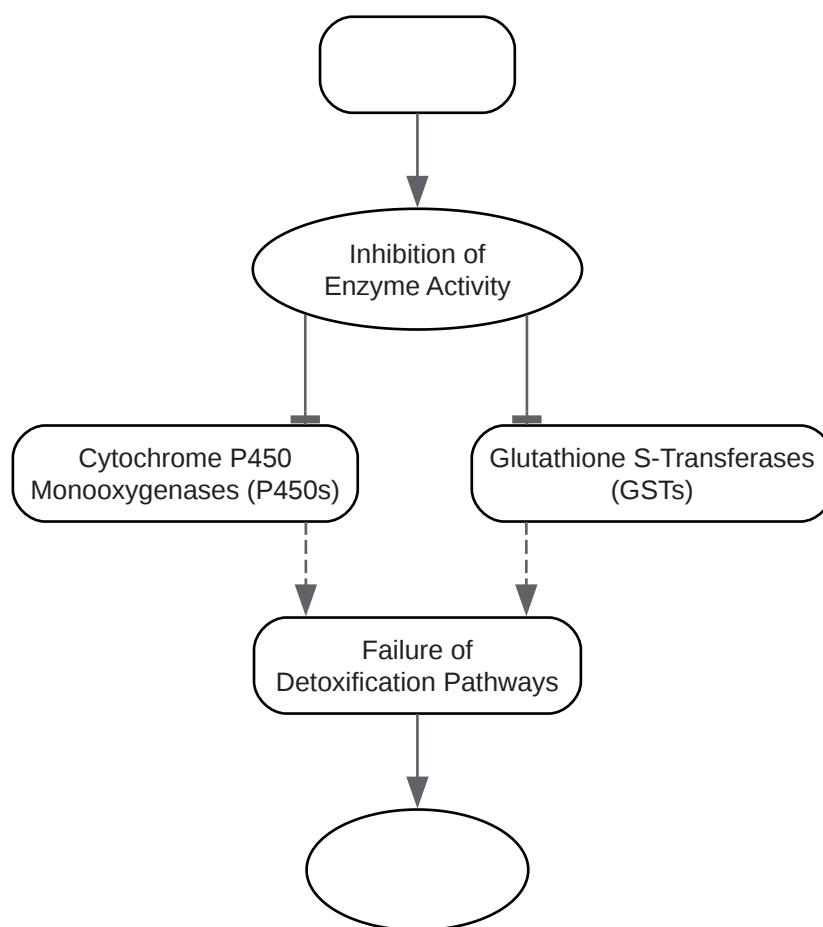 Inhibition of
Enzyme Activity
Cytochrome P450
Monooxygenases (P450s)
Glutathione S-Transferases
(GSTs)
Failure of
Detoxification Pathways